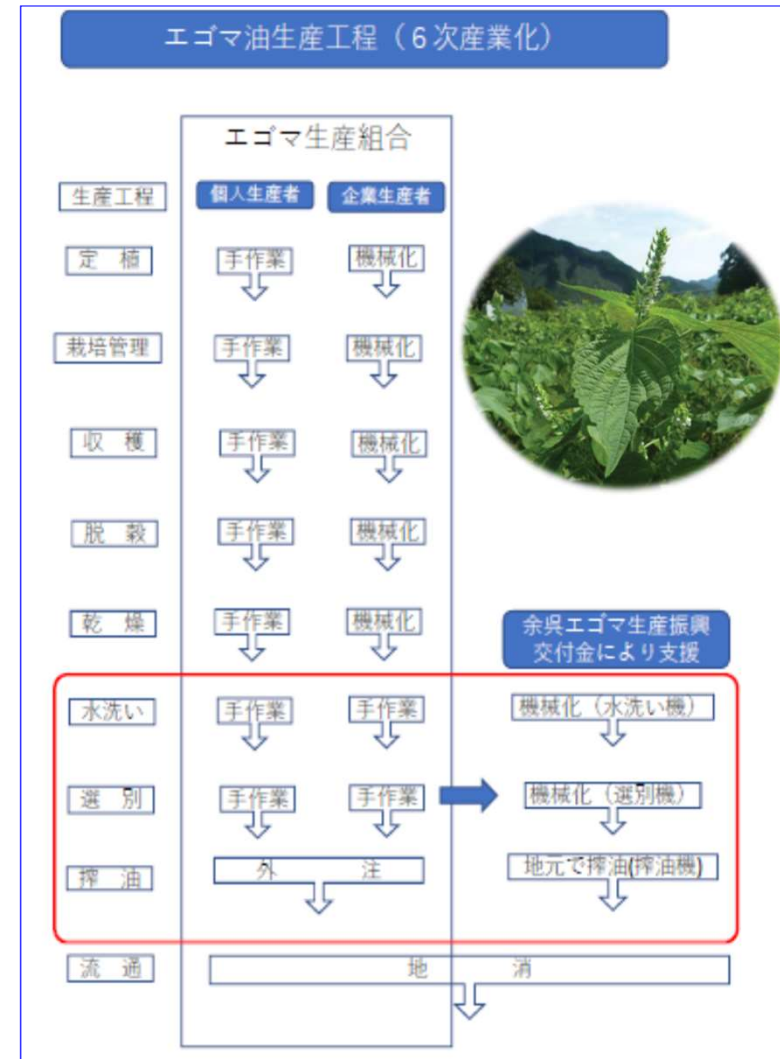 エゴマ油生産工程（６次産業化）
エゴマ生産組合
生産工程 個人生産者 企業生産者
定 植 手作業 機械化
栽培管理 手作業 機械化
収 穫 手作業 機械化
脱 穀 手作業 機械化
乾 燥 手作業 機械化
余呉エゴマ生産振興
交付金により支援
水洗い 手作業 手作業 機械化（水洗い機）
選 別 手作業 手作業 機械化（選別機）
搾 油 外 注 地元で搾油(搾油機)
流 通 地 消